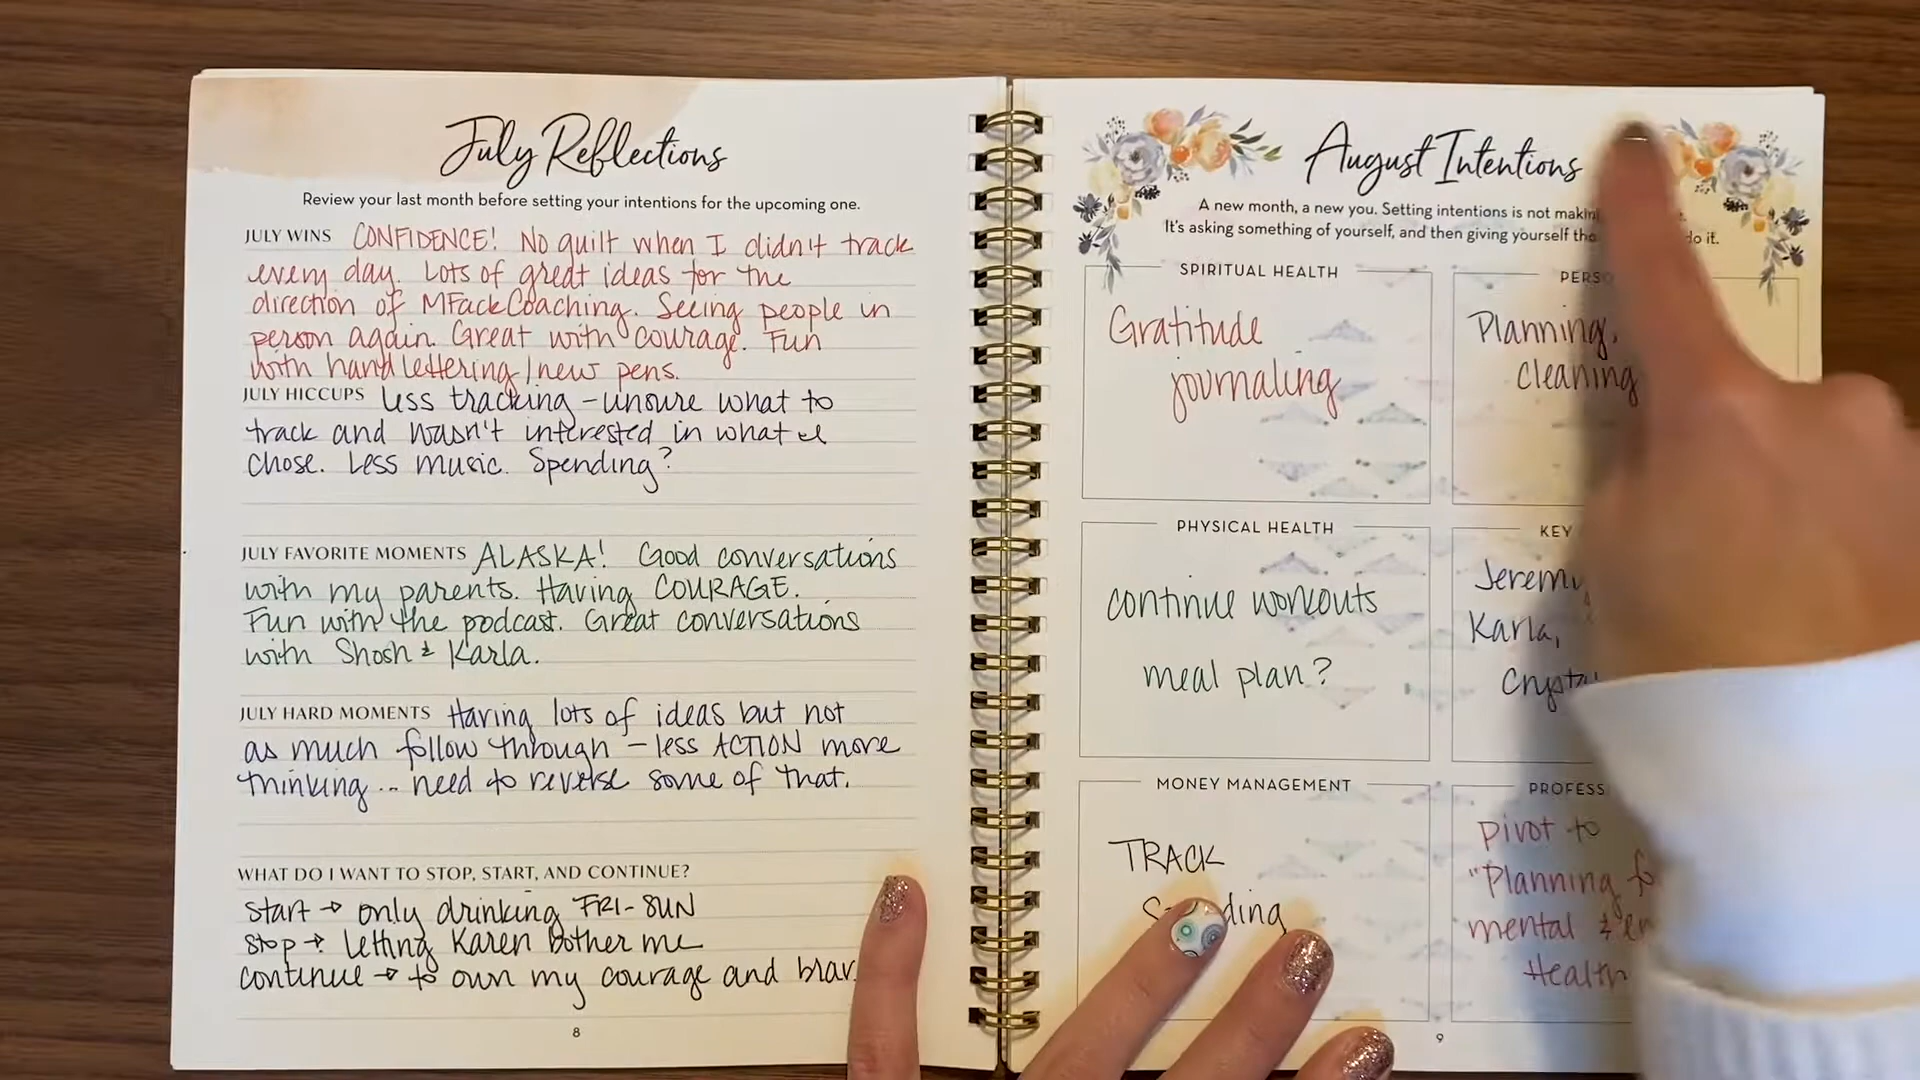 July Reflections
Review your last month before setting your intentions for the upcoming one.
JULY WINS CONFIDENCE! No guilt when I didn't track
every day. Lots of great ideas for the
direction of MFackCoaching. Seeing people in
person again. Great with courage. Fun
with handlettering/new pens.
JULY HICCUPS Less tracking - unsure what to
track and wasn't interested in what I
chose. Less music. Spending?
JULY FAVORITE MOMENTS ALASKA! Good conversations
with my parents. Having COURAGE.
Fun with the podcast. Great conversations
with Shosh & Karla.
JULY HARD MOMENTS Having lots of ideas but not
as much follow through - less ACTION more
thinking... need to reverse some of that.
WHAT DO I WANT TO STOP, START, AND CONTINUE?
Start → only drinking FRI-SUN
Stop → letting Karen bother me
continue → to own my courage and
8
August Intentions
A new month, a new you. Setting intentions is not
It's asking something of yourself, and then giving yourself do it.
SPIRITUAL HEALTH
Gratitude
journaling
Planning,
cleaning
PHYSICAL HEALTH
continue workouts
meal plan?
KEY
Jeremy
Karla,
MONEY MANAGEMENT
TRACK
PROFESS
pivot to
"Planning
mental &
Health
9